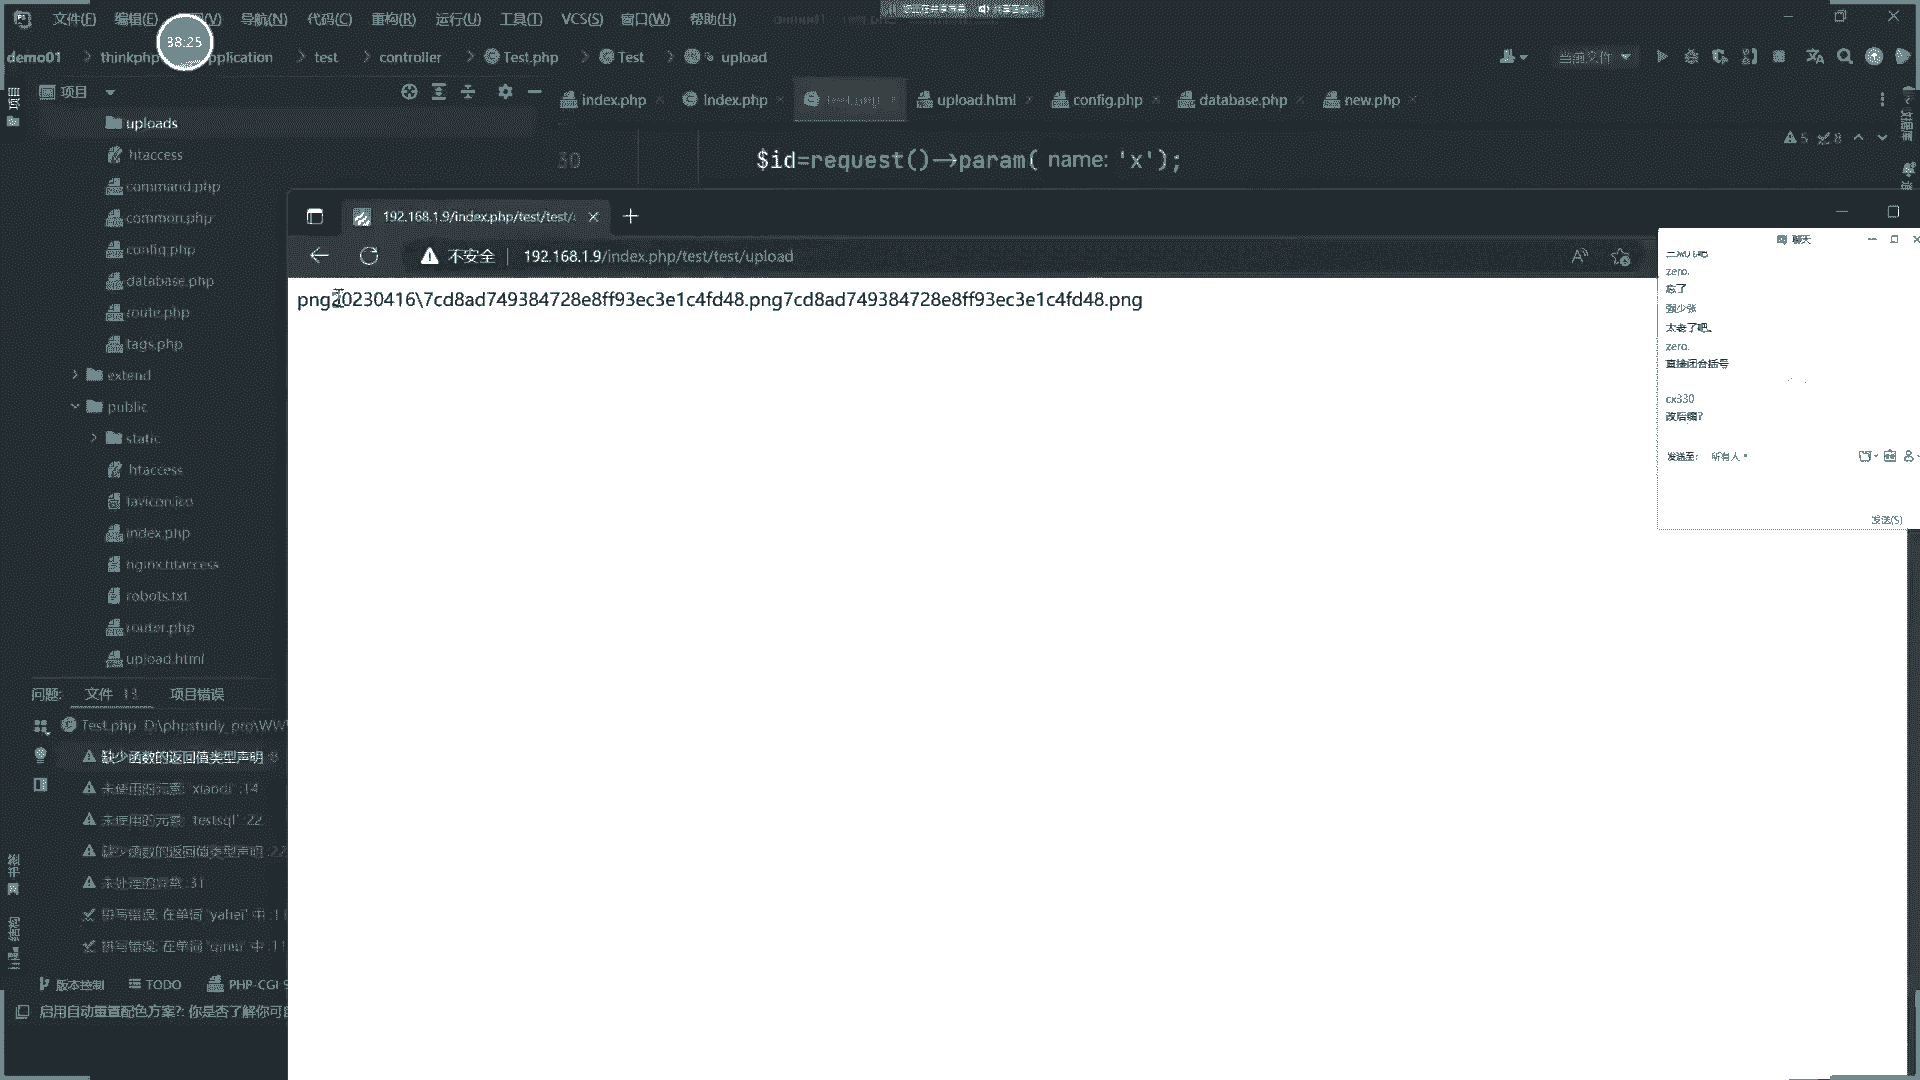 文件(F) 编辑(E) 导航(N) 代码(C) 重构(R) 运行(U) 工具(T) VCS(S) 窗口(W) 帮助(H)
38:25
demo01 thinkphp application test controller Test.php Test upload
当前文件
项目
index.php Index.php Test.php upload.html config.php database.php new.php
uploads
.htaccess
command.php
common.php
config.php
database.php
route.php
tags.php
extend
public
static
.htaccess
favicon.ico
index.php
nginx.htaccess
robots.txt
router.php
upload.html
30 $id=request()->param( name: 'x');
5 8
192.168.1.9/index.php/test/test/
不安全 192.168.1.9/index.php/test/test/upload
png20230416\7cd8ad749384728e8ff93ec3e1c4fd48.png7cd8ad749384728e8ff93ec3e1c4fd48.png
聊天
zero.
忘了
太老了吧。
zero.
直接闭合括号
cx330
改后缀?
发送至: 所有人
发送(S)
问题: 文件 13 项目错误
Test.php D:\phpstudy_pro\WW
缺少函数的返回值类型声明 :8
未使用的元素: 'xiaodi' :14
未使用的元素: 'testsql' :22
缺少函数的返回值类型声明 :22
未处理的异常 :31
拼写错误: 在单词 'yahei' 中 :1
拼写错误: 在单词
结构
版本控制 TODO PHP-CGI
启用自动重置配色方案?: 你是否了解你可